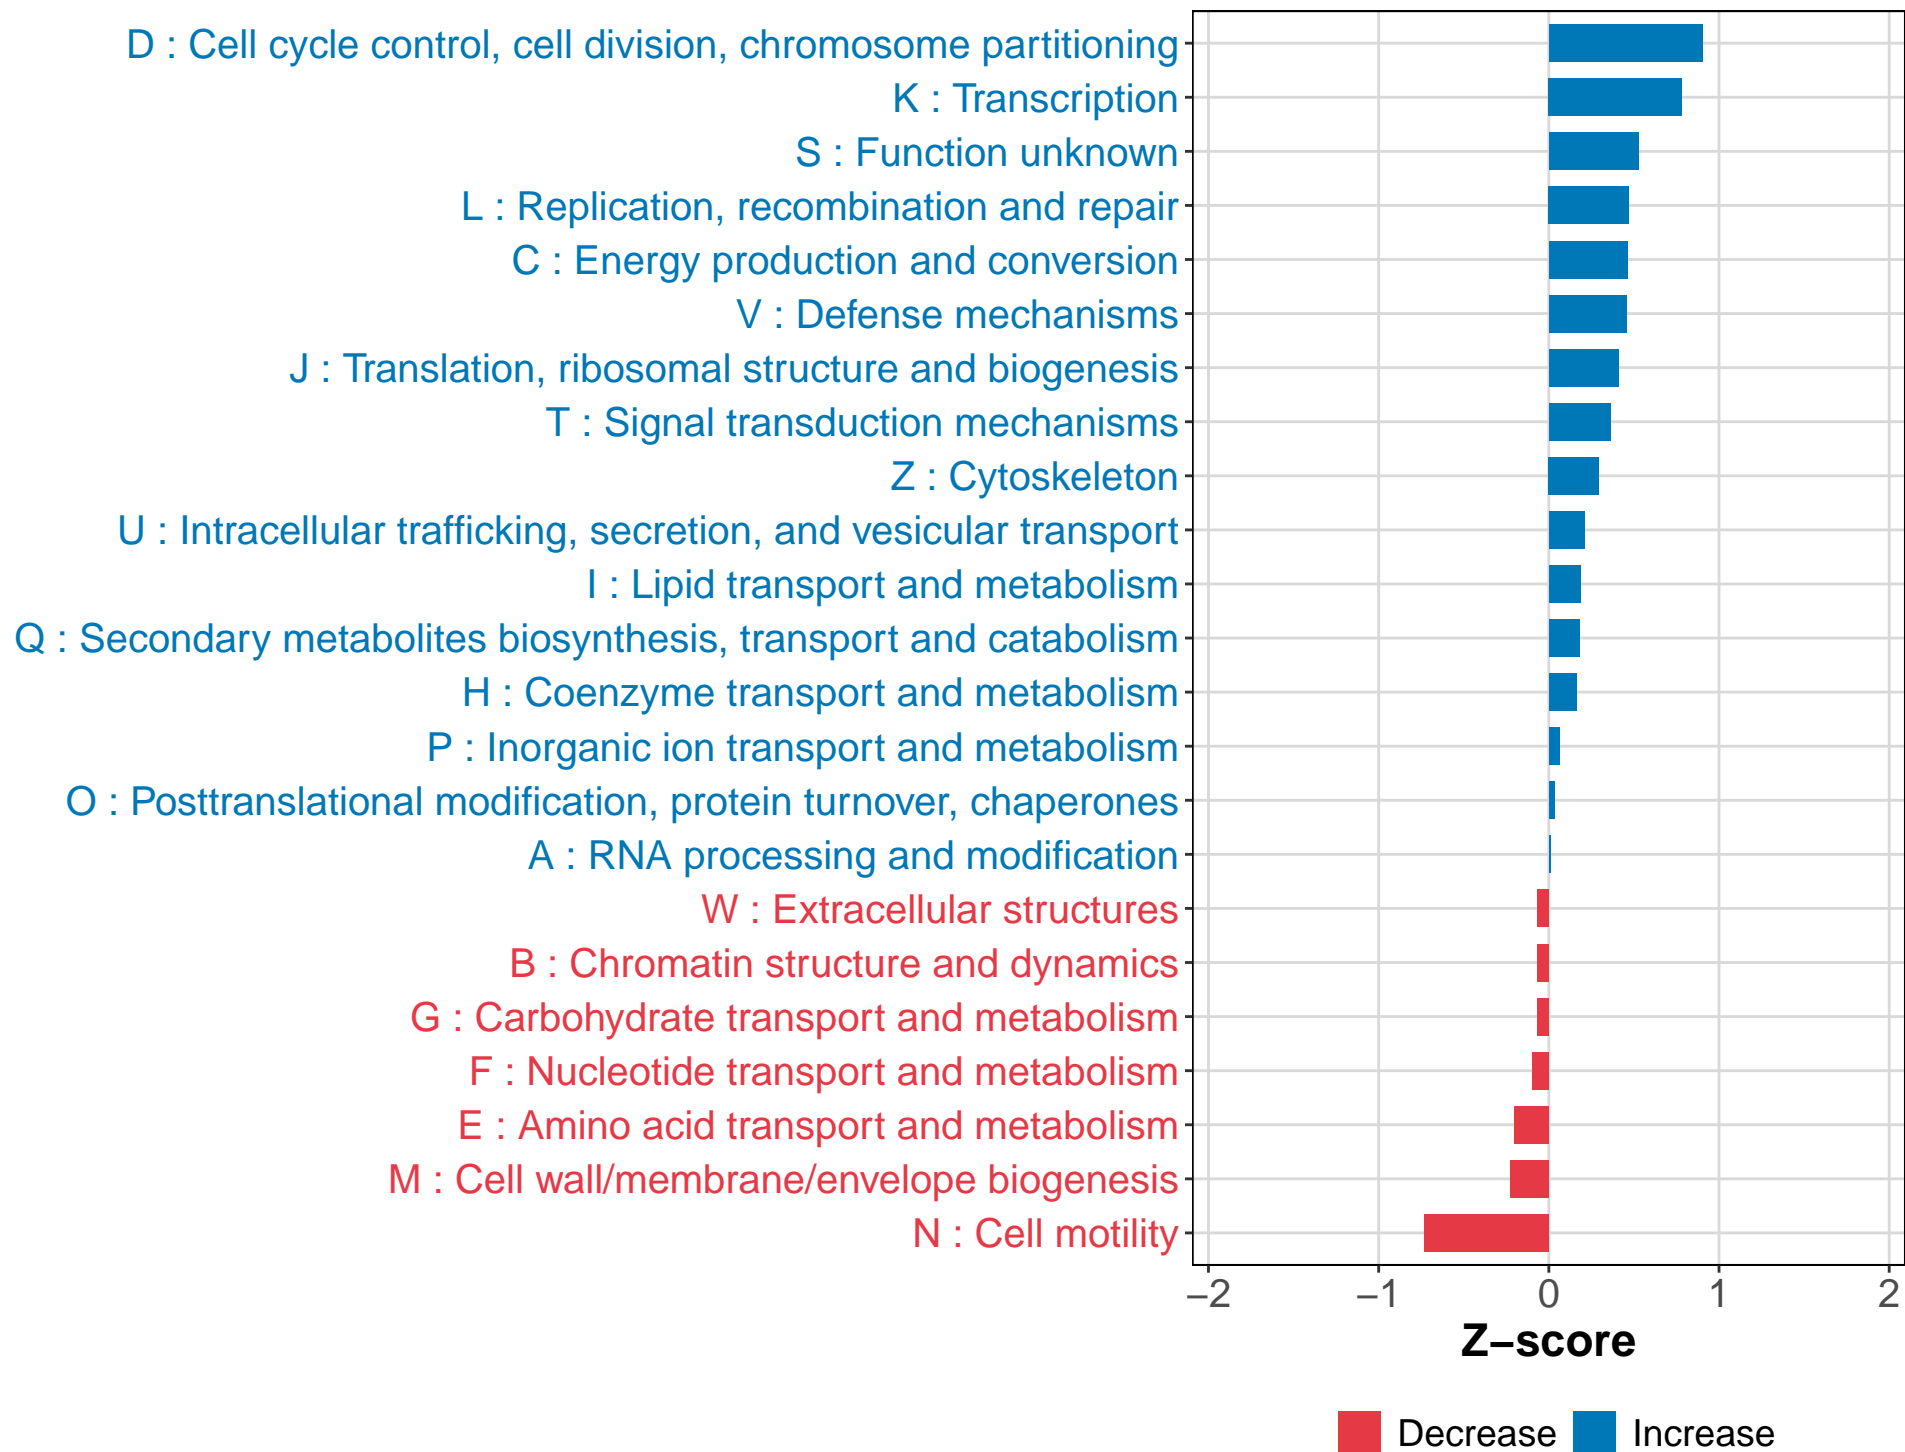 D : Cell cycle control, cell division, chromosome partitioning
K : Transcription
S : Function unknown
L : Replication, recombination and repair
C : Energy production and conversion
V : Defense mechanisms
J : Translation, ribosomal structure and biogenesis
T : Signal transduction mechanisms
Z : Cytoskeleton
U : Intracellular trafficking, secretion, and vesicular transport
I : Lipid transport and metabolism
Q : Secondary metabolites biosynthesis, transport and catabolism
H : Coenzyme transport and metabolism
P : Inorganic ion transport and metabolism
O : Posttranslational modification, protein turnover, chaperones
A : RNA processing and modification
W : Extracellular structures
B : Chromatin structure and dynamics
G : Carbohydrate transport and metabolism
F : Nucleotide transport and metabolism
E : Amino acid transport and metabolism
M : Cell wall/membrane/envelope biogenesis
N : Cell motility
−2 −1 0 1 2
Z−score
Decrease Increase